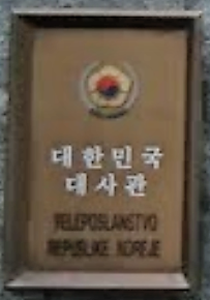 대한민국
대사관
VELEPOSLANSTVO
REPUBLIKE KOREJE